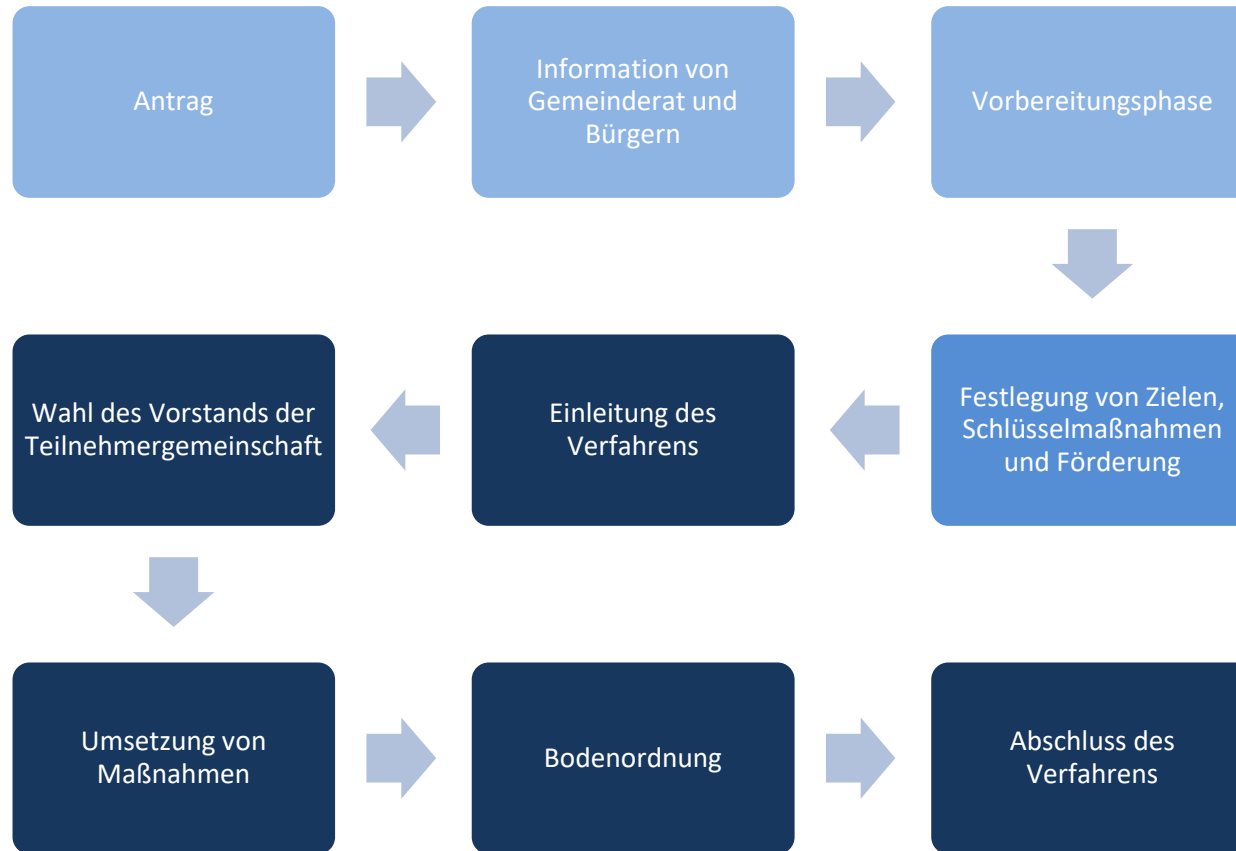 Antrag
Information von
Gemeinderat und
Bürgern
Vorbereitungsphase
Festlegung von Zielen,
Schlüsselmaßnahmen
und Förderung
Einleitung des
Verfahrens
Wahl des Vorstands der
Teilnehmergemeinschaft
Umsetzung von
Maßnahmen
Bodenordnung
Abschluss des
Verfahrens